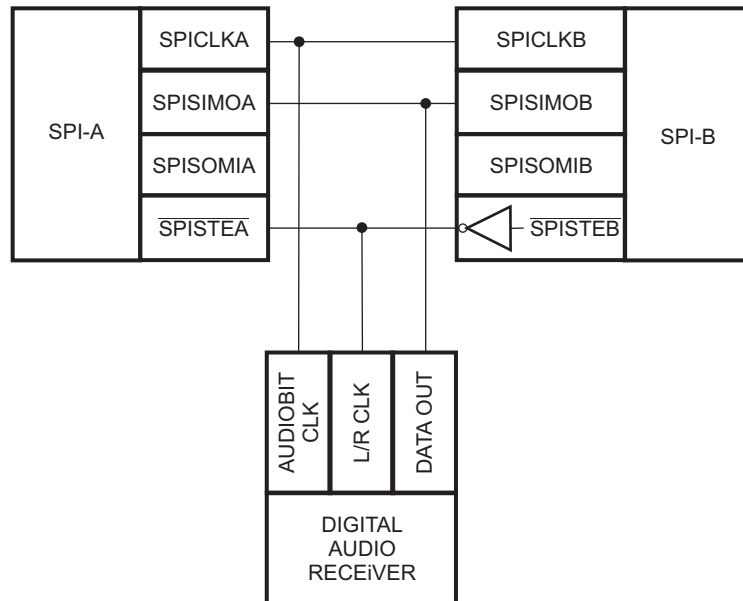 SPI-A
SPICLKA
SPISIMOA
SPISOMIA
SPISTEA
SPICLKB
SPISIMOB
SPISOMIB
SPISTEB
SPI-B
AUDIOBIT
CLK
L/R CLK
DATA OUT
DIGITAL
AUDIO
RECEiVER